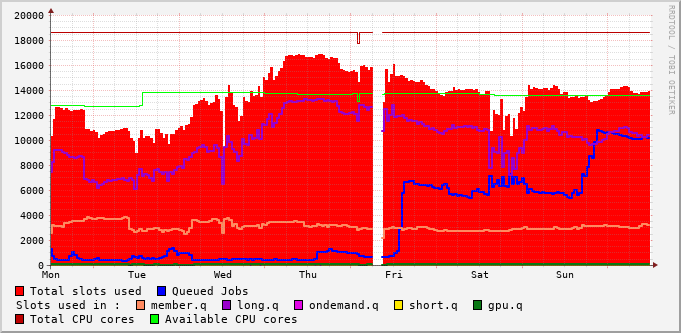 20000
18000
16000
14000
12000
10000
8000
6000
4000
2000
0
Mon Tue Wed Thu Fri Sat Sun
RRDTOOL / TOBI OETIKER
Total slots used Queued Jobs
Slots used in : member.q long.q ondemand.q short.q gpu.q
Total CPU cores Available CPU cores